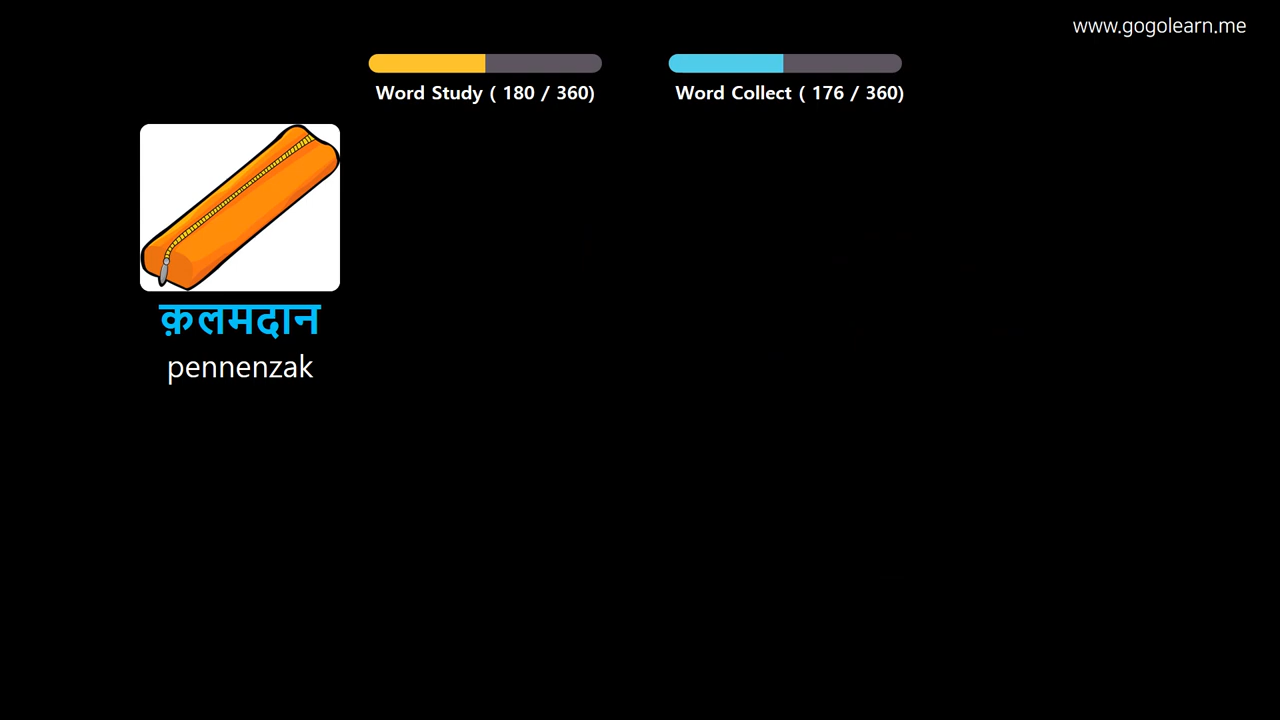 www.gogolearn.me
Word Study ( 180 / 360)
Word Collect ( 176 / 360)
क़लमदान
pennenzak